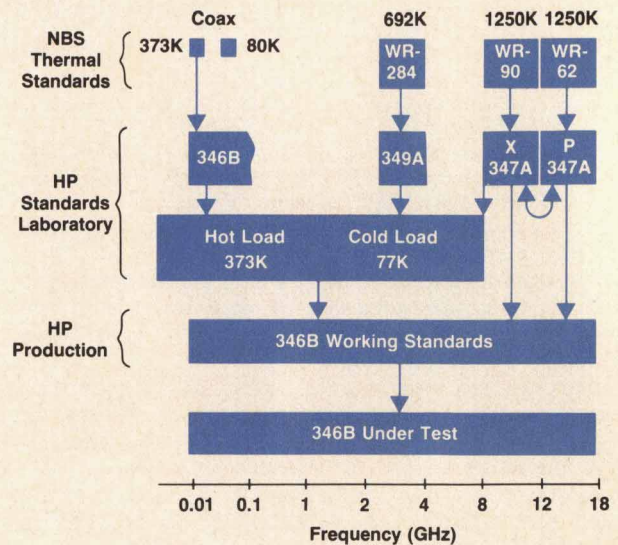 Coax
692K
1250K
1250K
NBS
Thermal
Standards
373K
80K
WR-
284
WR-
90
WR-
62
HP
Standards
Laboratory
346B
349A
X
347A
P
347A
Hot Load
373K
Cold Load
77K
HP
Production
346B Working Standards
346B Under Test
0.01 0.1 1 2 4 8 12 18
Frequency (GHz)